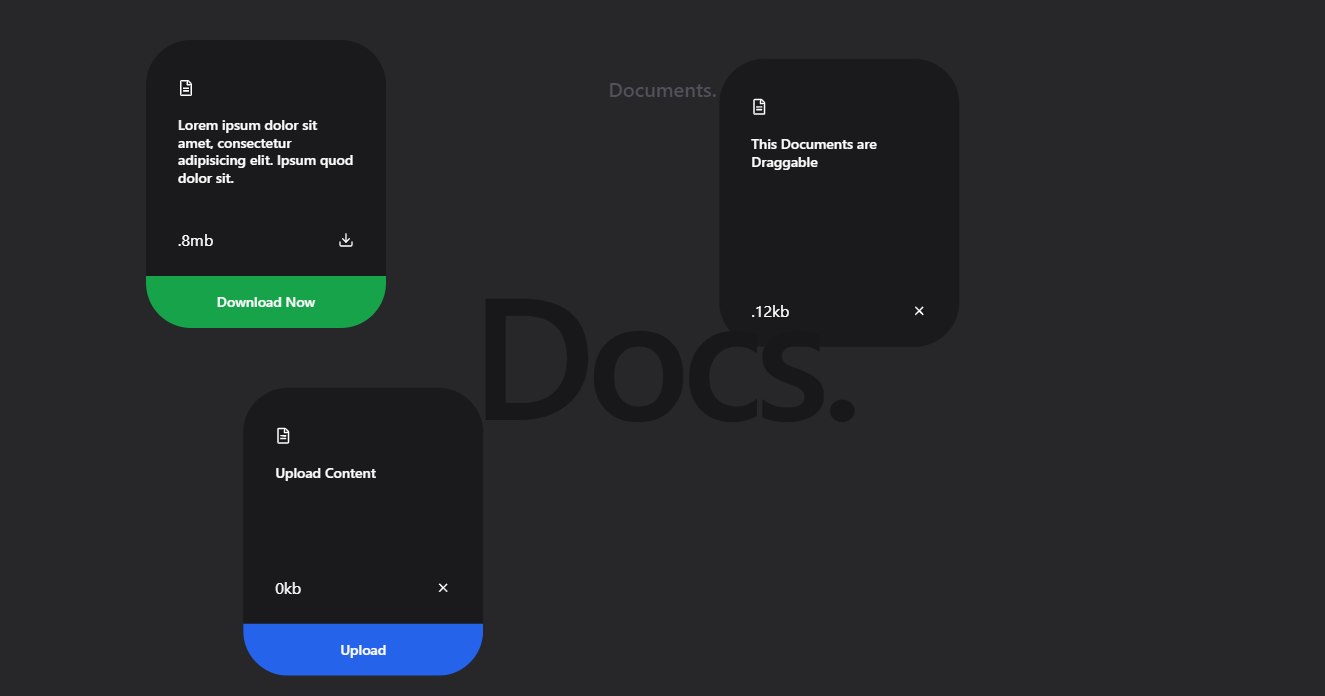 Documents.
Lorem ipsum dolor sit
amet, consectetur
adipisicing elit. Ipsum quod
dolor sit.
.8mb
Download Now
This Documents are
Draggable
.12kb
Docs.
Upload Content
0kb
Upload